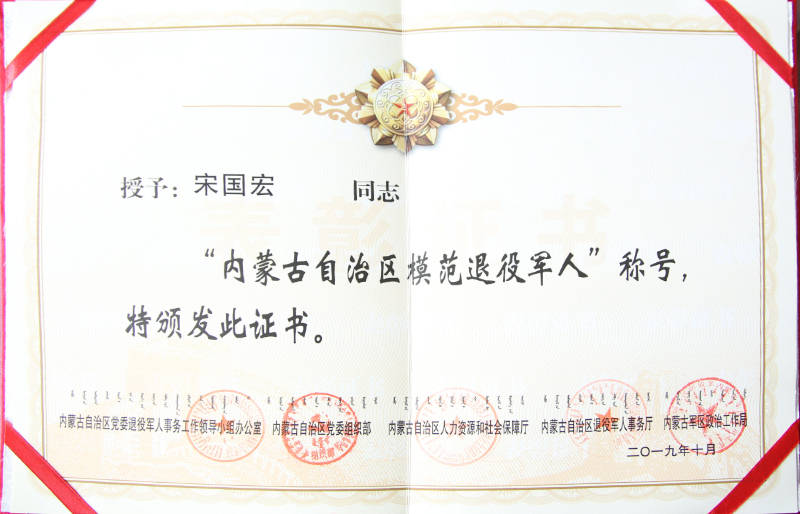 授予：宋国宏 同志
“内蒙古自治区模范退役军人”称号，
特颁发此证书。
内蒙古自治区党委退役军人事务工作领导小组办公室 内蒙古自治区党委组织部 内蒙古自治区人力资源和社会保障厅 内蒙古自治区退役军人事务厅 内蒙古军区政治工作局
二〇一九年十月